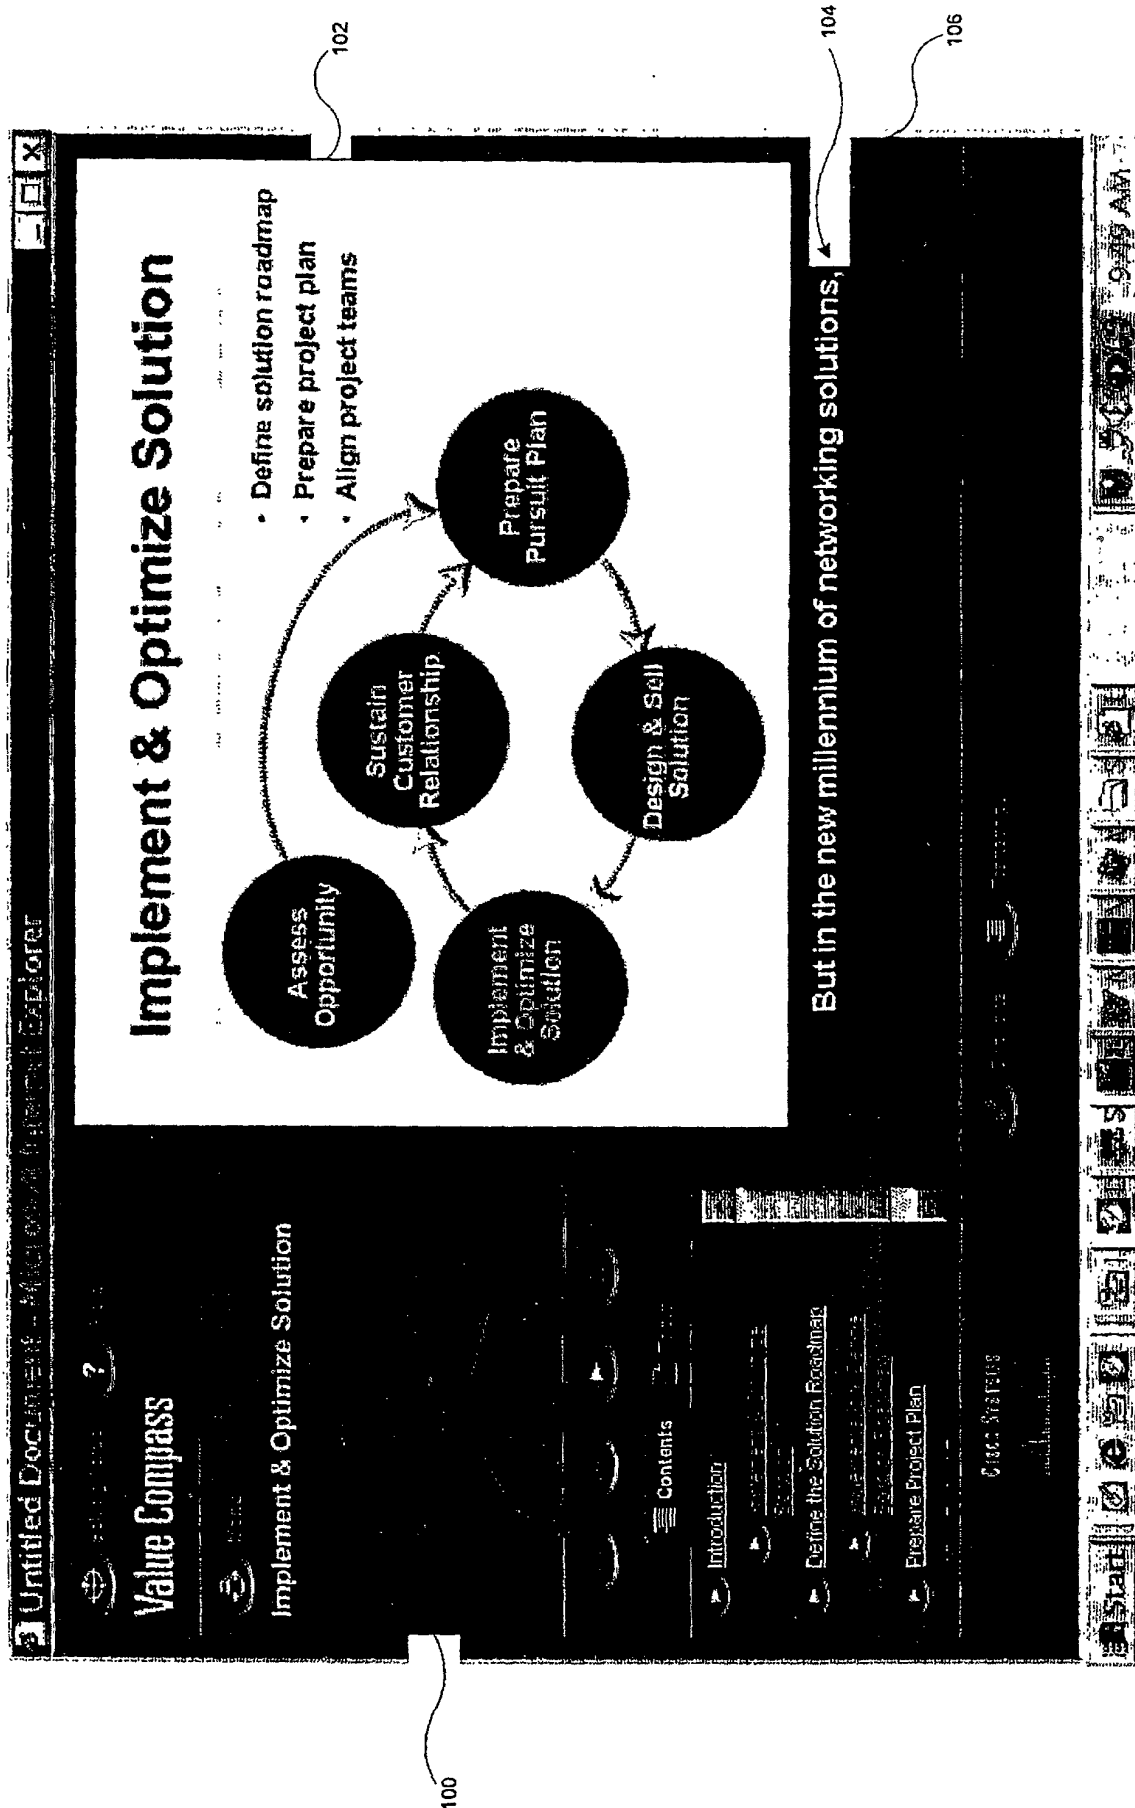 Untitled Document - Microsoft Internet Explorer
?
Value Compass
Implement & Optimize Solution
Contents
Introduction
Define the Solution Roadmap
Prepare Project Plan
CISCO SYSTEMS
Implement & Optimize Solution
• Define solution roadmap
• Prepare project plan
• Align project teams
Assess
Opportunity
Sustain
Customer
Relationship
Prepare
Pursuit Plan
Implement
& Optimize
Solution
Design & Sell
Solution
But in the new millennium of networking solutions,
Start
9:49 AM
100
102
104
106